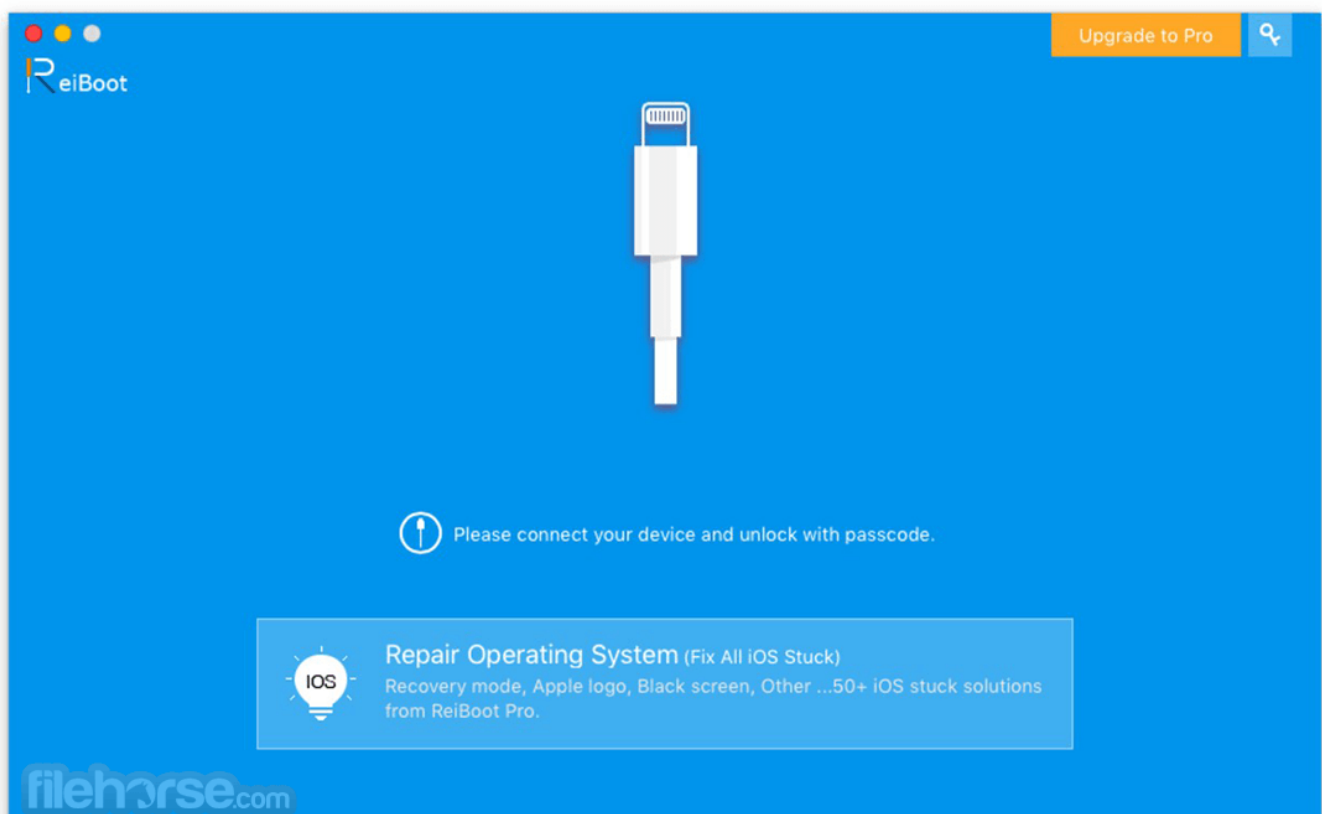 Upgrade to Pro
ReiBoot
Please connect your device and unlock with passcode.
Repair Operating System (Fix All iOS Stuck)
IOS
Recovery mode, Apple logo, Black screen, Other ...50+ iOS stuck solutions
from ReiBoot Pro.
filehorse.com